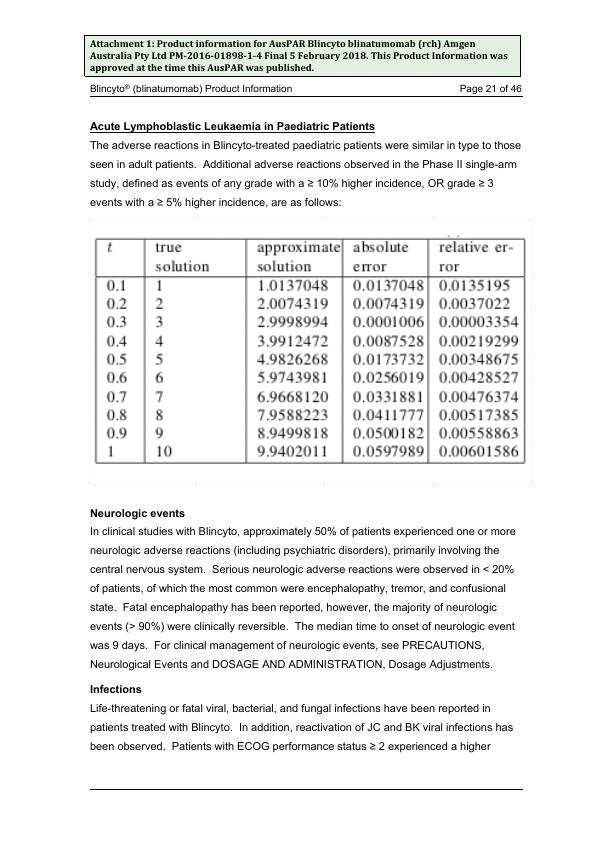 Attachment 1: Product information for AusPAR Blincyto blinatumomab (rch) Amgen
Australia Pty Ltd PM-2016-01898-1-4 Final 5 February 2018. This Product Information was
approved at the time this AusPAR was published.
Blincyto® (blinatumomab) Product Information Page 21 of 46
Acute Lymphoblastic Leukaemia in Paediatric Patients
The adverse reactions in Blincyto-treated paediatric patients were similar in type to those
seen in adult patients. Additional adverse reactions observed in the Phase II single-arm
study, defined as events of any grade with a ≥ 10% higher incidence, OR grade ≥ 3
events with a ≥ 5% higher incidence, are as follows:
t true approximate absolute relative er-
solution solution error ror
0.1 1 1.0137048 0.0137048 0.0135195
0.2 2 2.0074319 0.0074319 0.0037022
0.3 3 2.9998994 0.0001006 0.00003354
0.4 4 3.9912472 0.0087528 0.00219299
0.5 5 4.9826268 0.0173732 0.00348675
0.6 6 5.9743981 0.0256019 0.00428527
0.7 7 6.9668120 0.0331881 0.00476374
0.8 8 7.9588223 0.0411777 0.00517385
0.9 9 8.9499818 0.0500182 0.00558863
1 10 9.9402011 0.0597989 0.00601586
Neurologic events
In clinical studies with Blincyto, approximately 50% of patients experienced one or more
neurologic adverse reactions (including psychiatric disorders), primarily involving the
central nervous system. Serious neurologic adverse reactions were observed in < 20%
of patients, of which the most common were encephalopathy, tremor, and confusional
state. Fatal encephalopathy has been reported, however, the majority of neurologic
events (> 90%) were clinically reversible. The median time to onset of neurologic event
was 9 days. For clinical management of neurologic events, see PRECAUTIONS,
Neurological Events and DOSAGE AND ADMINISTRATION, Dosage Adjustments.
Infections
Life-threatening or fatal viral, bacterial, and fungal infections have been reported in
patients treated with Blincyto. In addition, reactivation of JC and BK viral infections has
been observed. Patients with ECOG performance status ≥ 2 experienced a higher